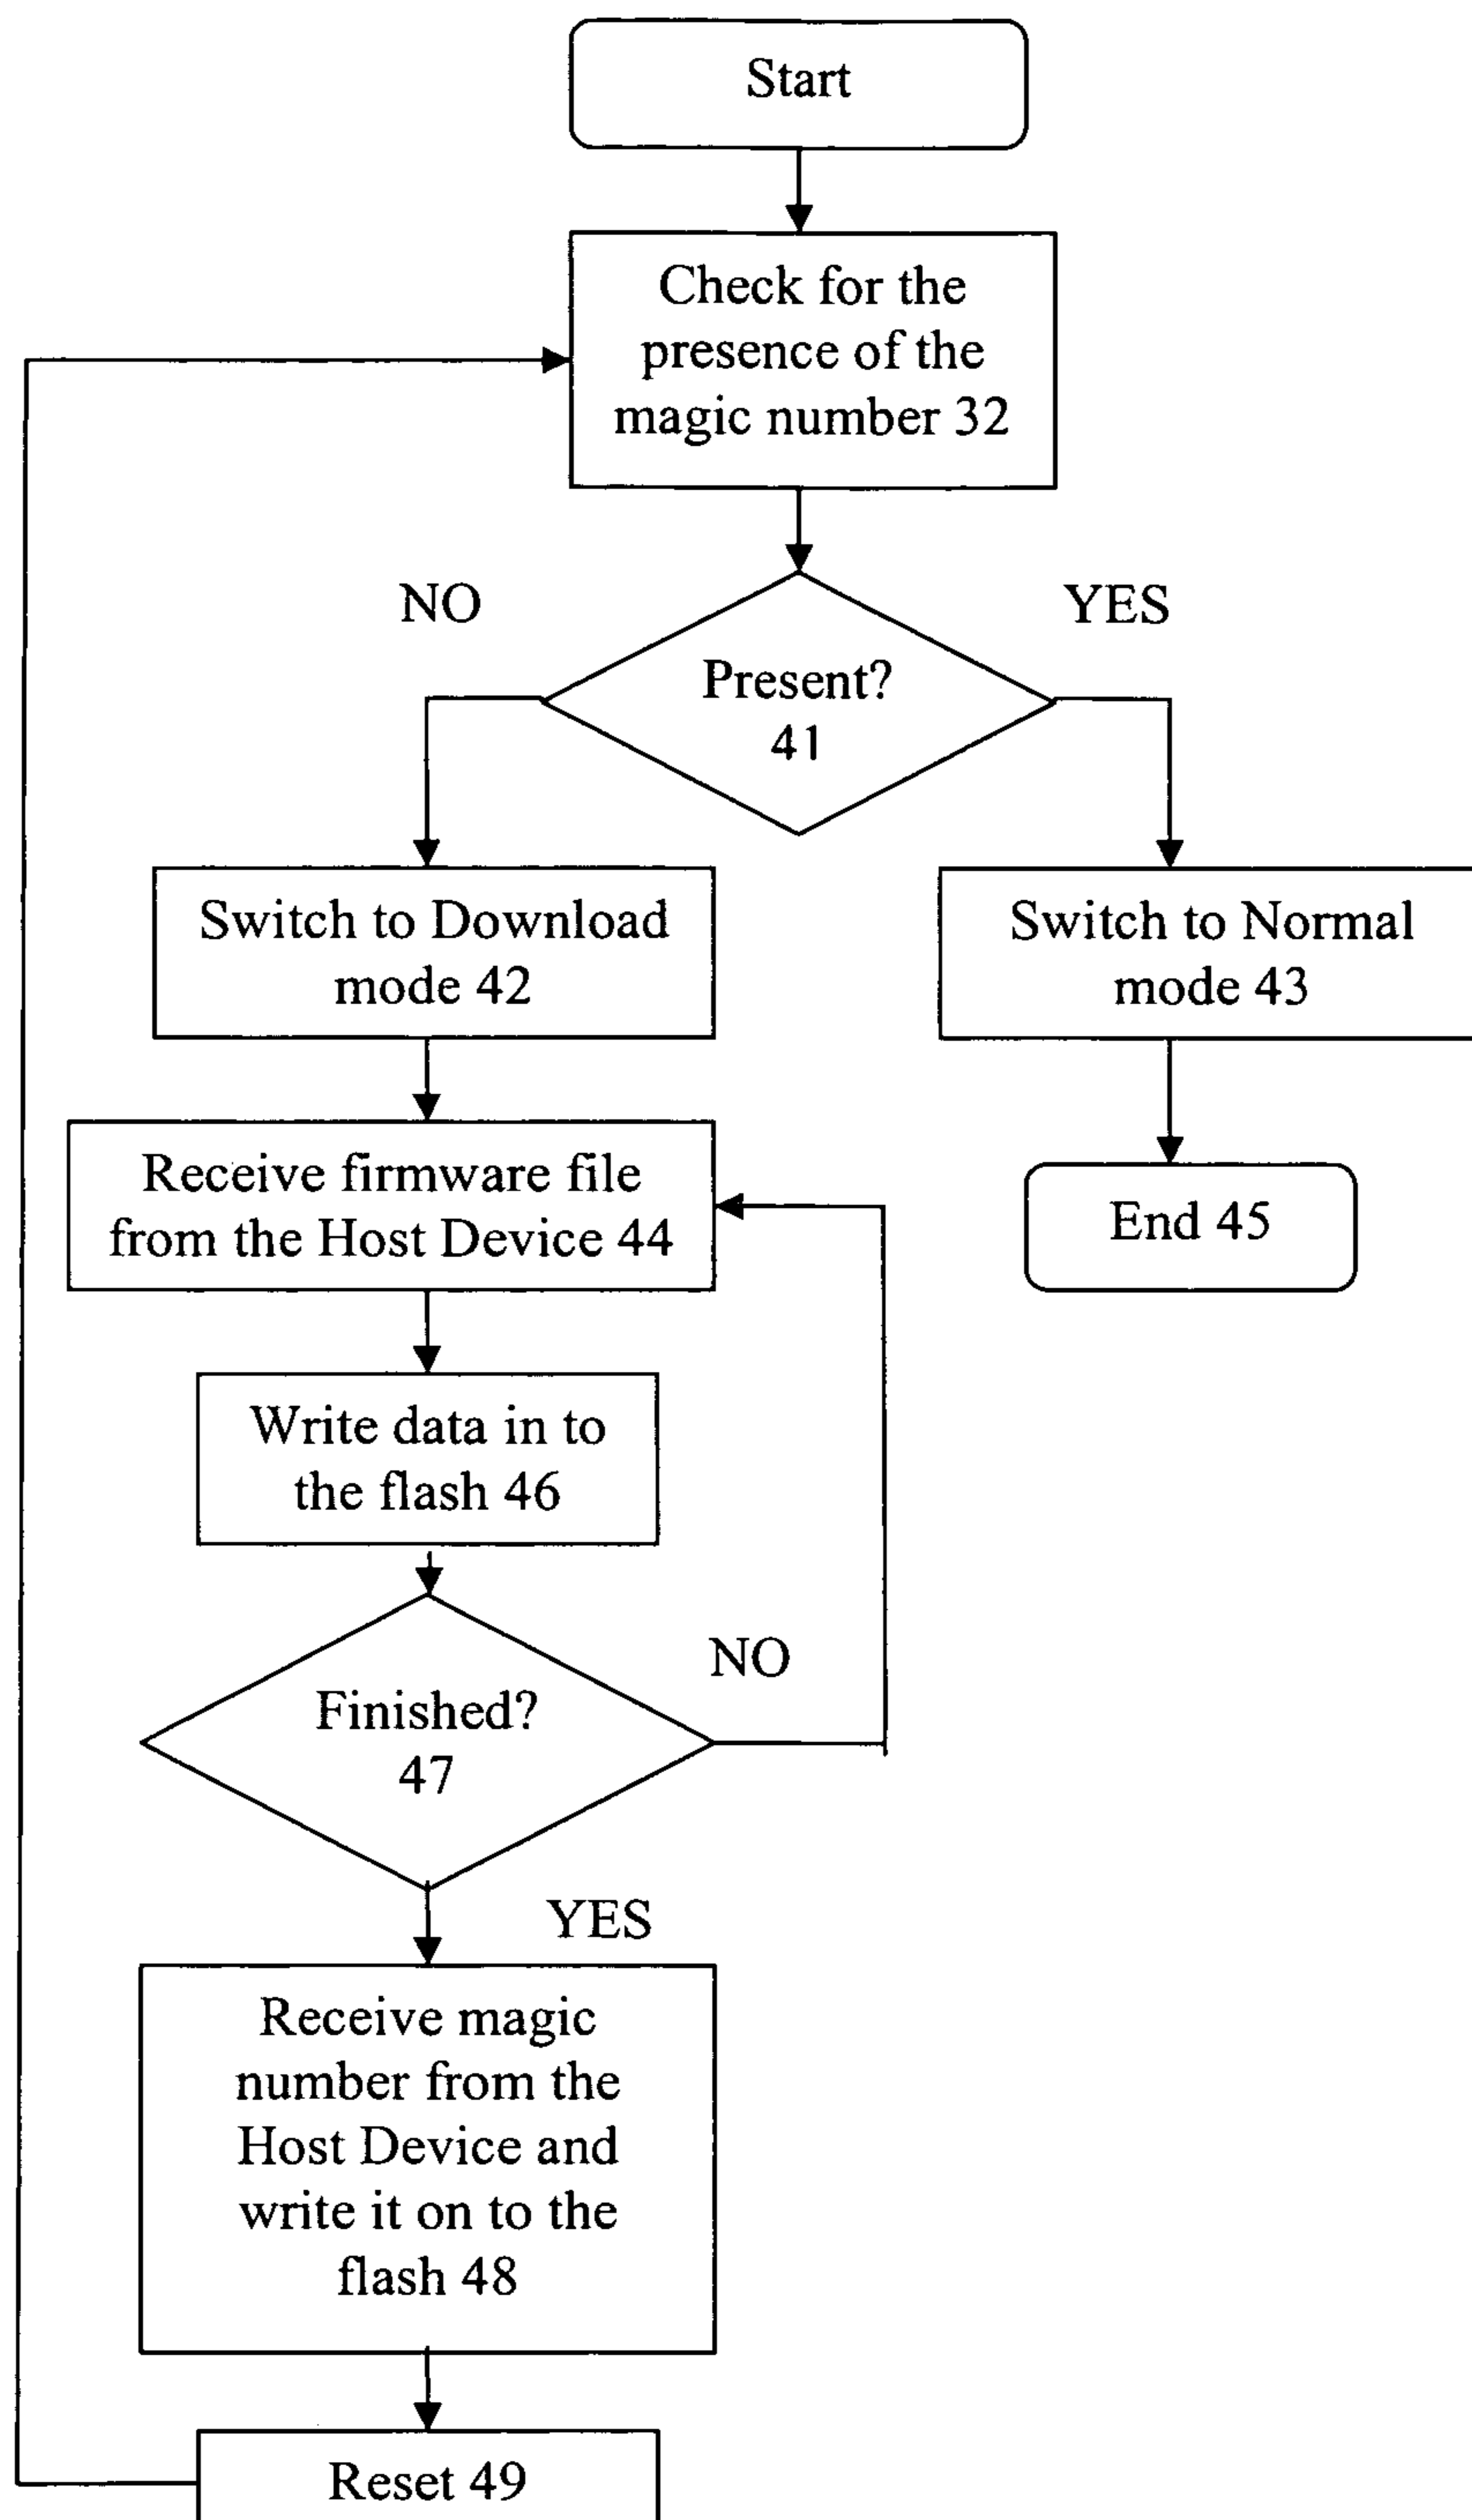 Start
Check for the
presence of the
magic number 32
NO
YES
Present?
41
Switch to Download
mode 42
Switch to Normal
mode 43
Receive firmware file
from the Host Device 44
End 45
Write data in to
the flash 46
NO
Finished?
47
YES
Receive magic
number from the
Host Device and
write it on to the
flash 48
Reset 49